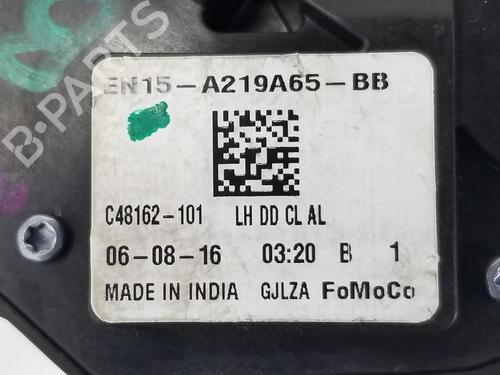 B-PARTS
EN15-A219A65-BB
C48162-101 LH DD CL AL
06-08-16 03:20 B 1
MADE IN INDIA GJLZA FoMoCo